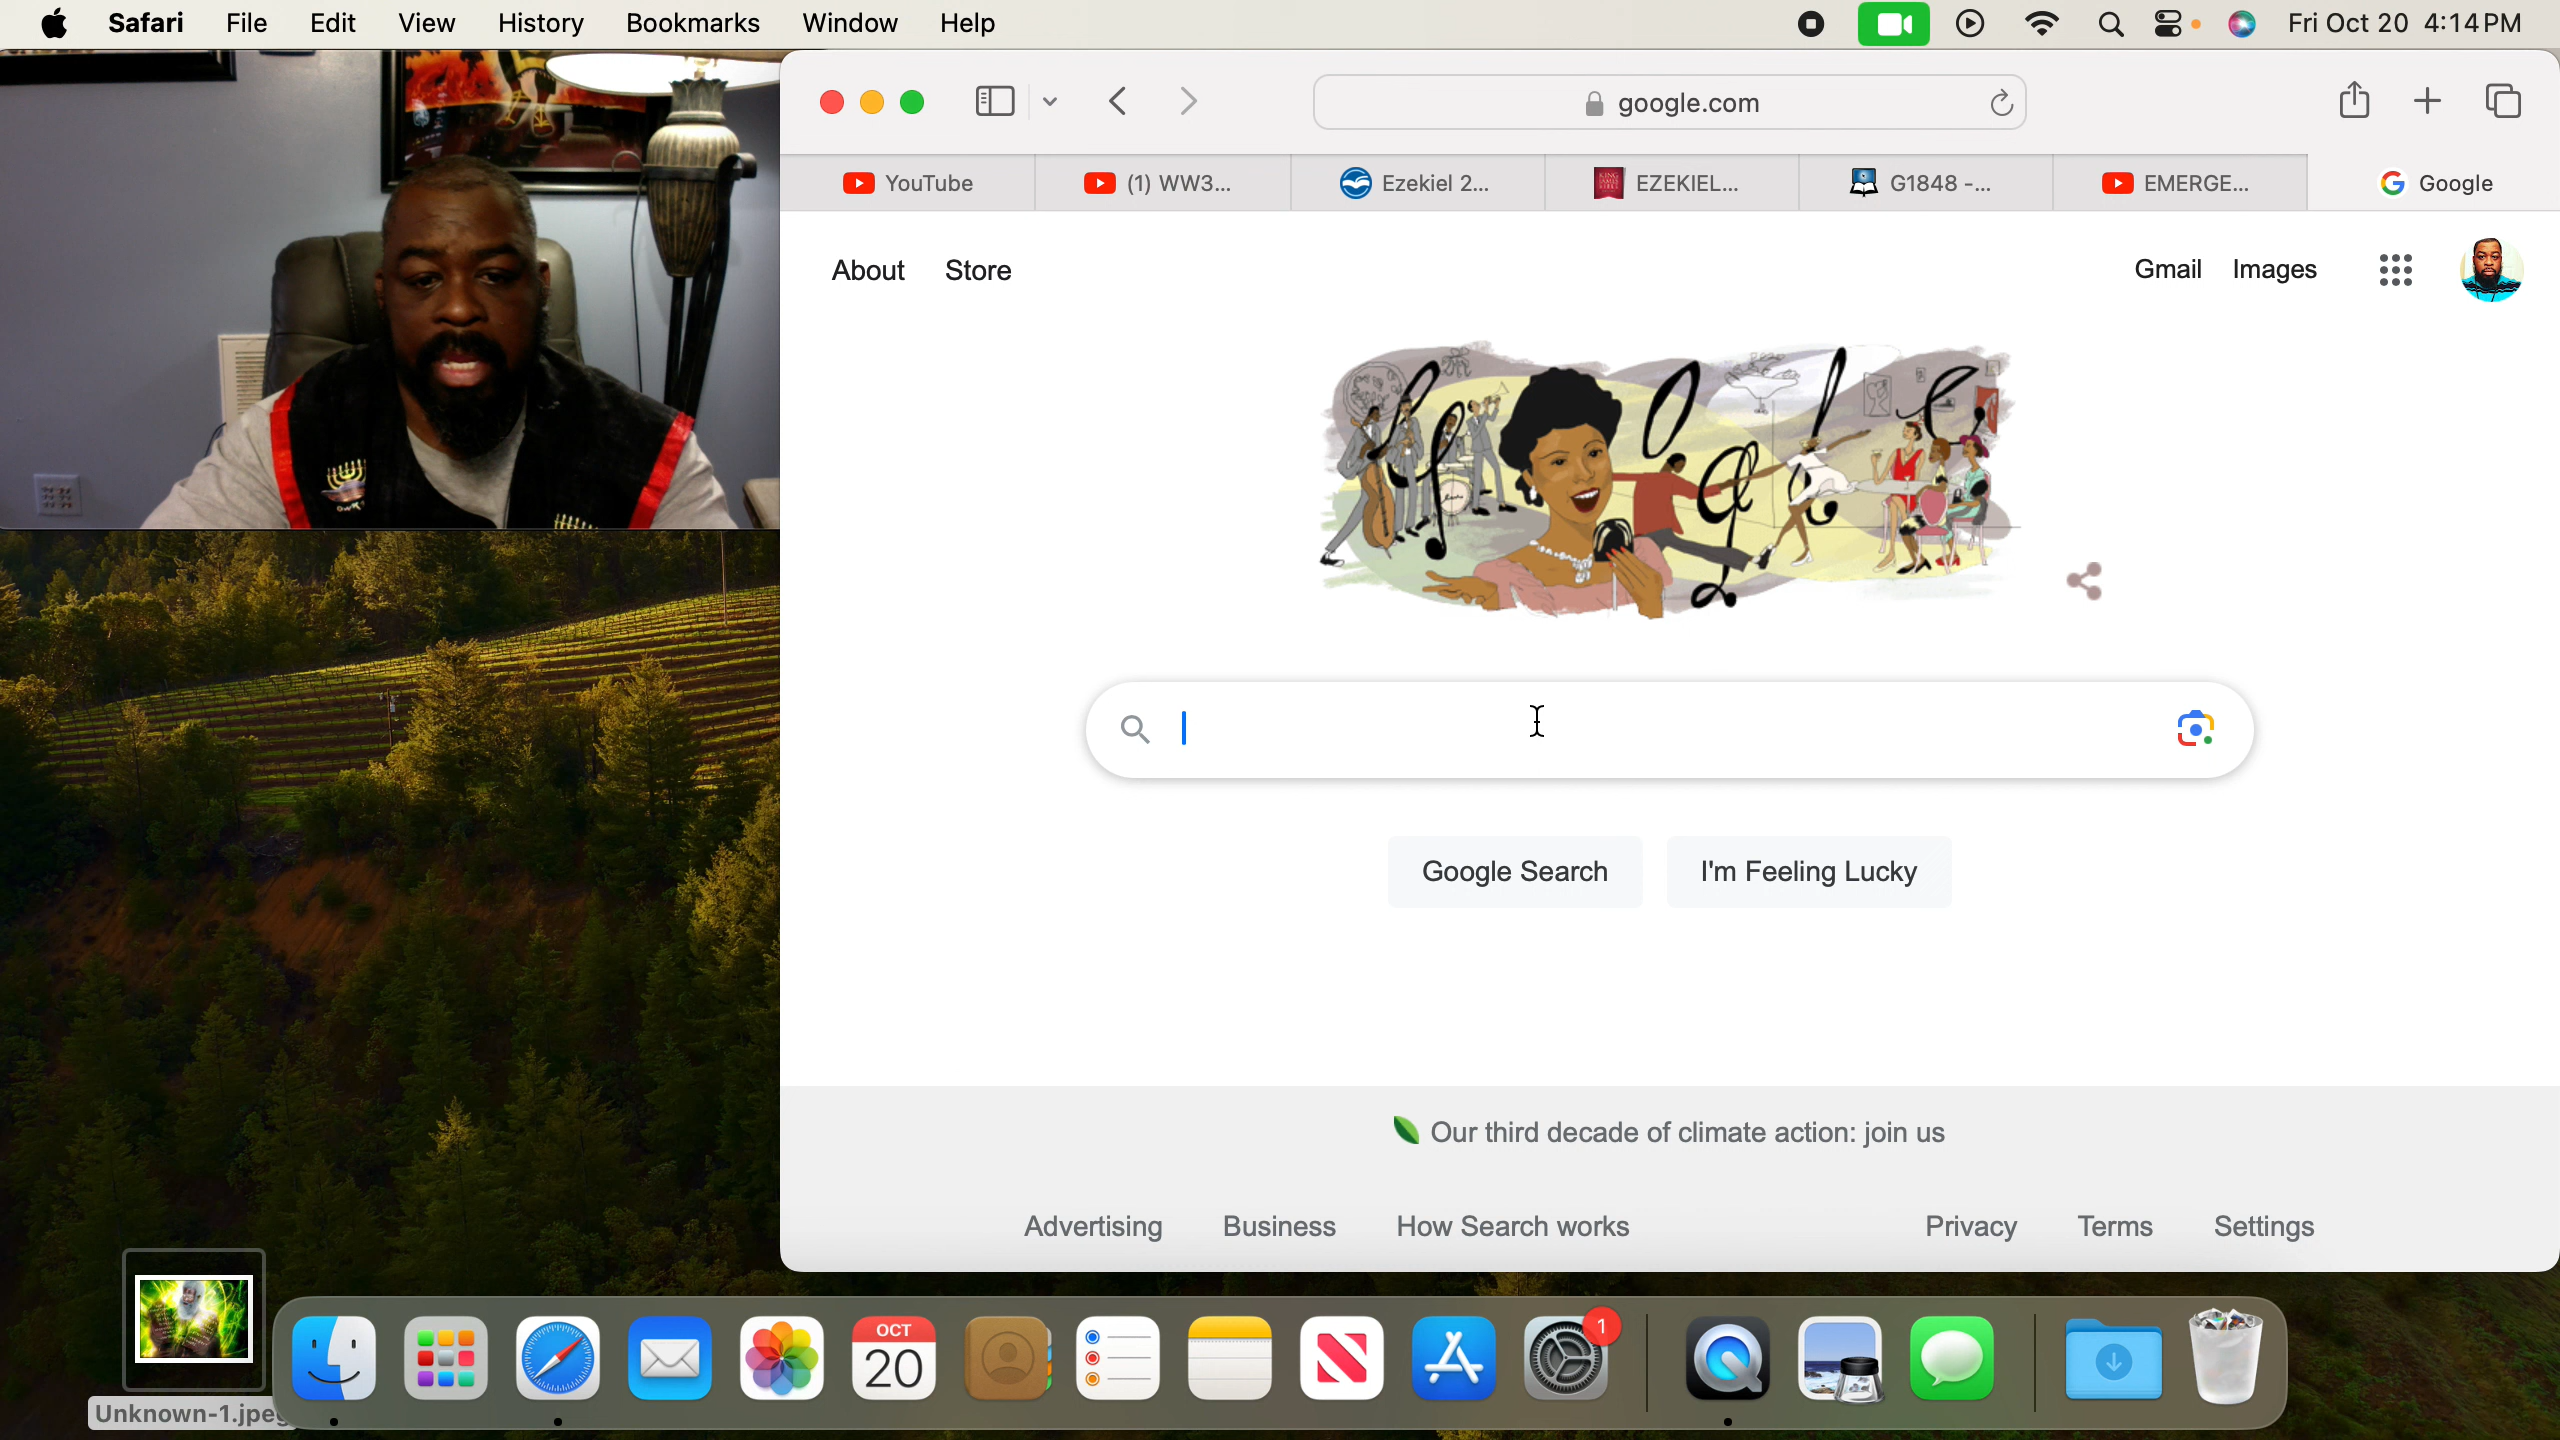 Safari File Edit View History Bookmarks Window Help Fri Oct 20 4:14 PM
google.com
YouTube (1) WW3... Ezekiel 2... EZEKIEL... G1848 -... EMERGE... Google
About Store Gmail Images
Google Search I'm Feeling Lucky
Our third decade of climate action: join us
Advertising Business How Search works Privacy Terms Settings
OCT
20
1
Unknown-1.jpeg